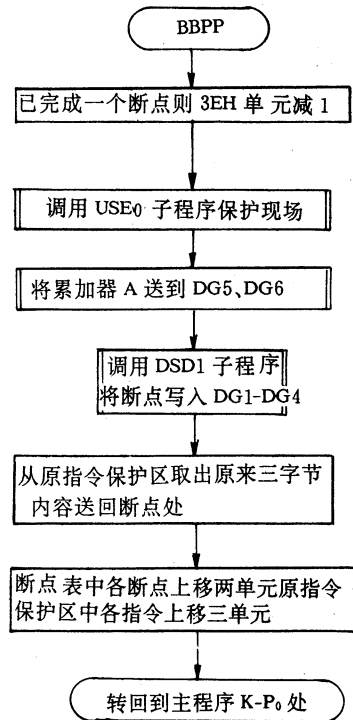 BBPP
已完成一个断点则 3EH 单元减 1
调用 USE0 子程序保护现场
将累加器 A 送到 DG5、DG6
调用 DSD1 子程序
将断点写入 DG1-DG4
从原指令保护区取出原来三字节
内容送回断点处
断点表中各断点上移两单元原指令
保护区中各指令上移三单元
转回到主程序 K-P₀ 处